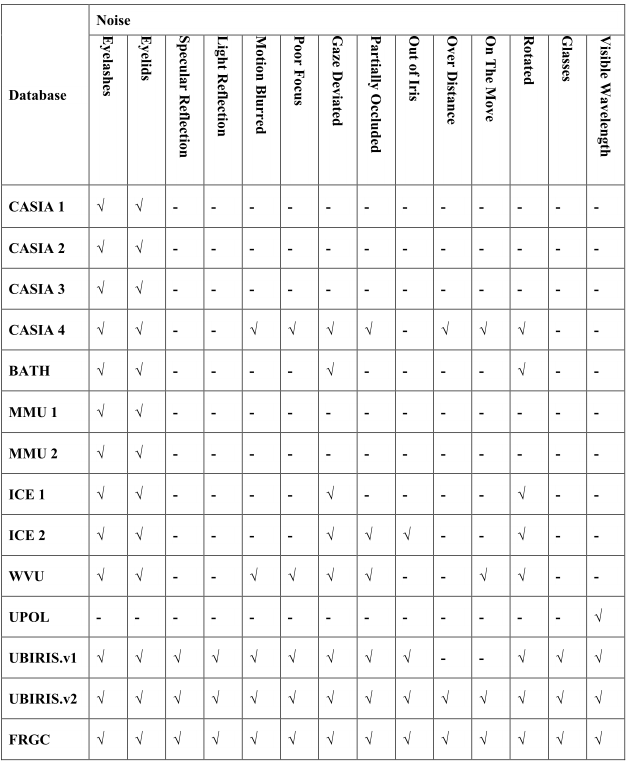 Noise
Database
Eyelashes
Eyelids
Specular Reflection
Light Reflection
Motion Blurred
Poor Focus
Gaze Deviated
Partially Occluded
Out of Iris
Over Distance
On The Move
Rotated
Glasses
Visible Wavelength
CASIA 1 √ √ - - - - - - - - - - - -
CASIA 2 √ √ - - - - - - - - - - - -
CASIA 3 √ √ - - - - - - - - - - - -
CASIA 4 √ √ - - √ √ √ √ - √ √ √ - -
BATH √ √ - - - - √ - - - - √ - -
MMU 1 √ √ - - - - - - - - - - - -
MMU 2 √ √ - - - - - - - - - - - -
ICE 1 √ √ - - - - √ - - - - √ - -
ICE 2 √ √ - - - - √ √ √ - - √ - -
WVU √ √ - - √ √ √ √ - - √ √ - -
UPOL - - - - - - - - - - - - - √
UBIRIS.v1 √ √ √ √ √ √ √ √ √ - - √ √ √
UBIRIS.v2 √ √ √ √ √ √ √ √ √ √ √ √ √ √
FRGC √ √ √ √ √ √ √ √ √ √ √ √ √ √